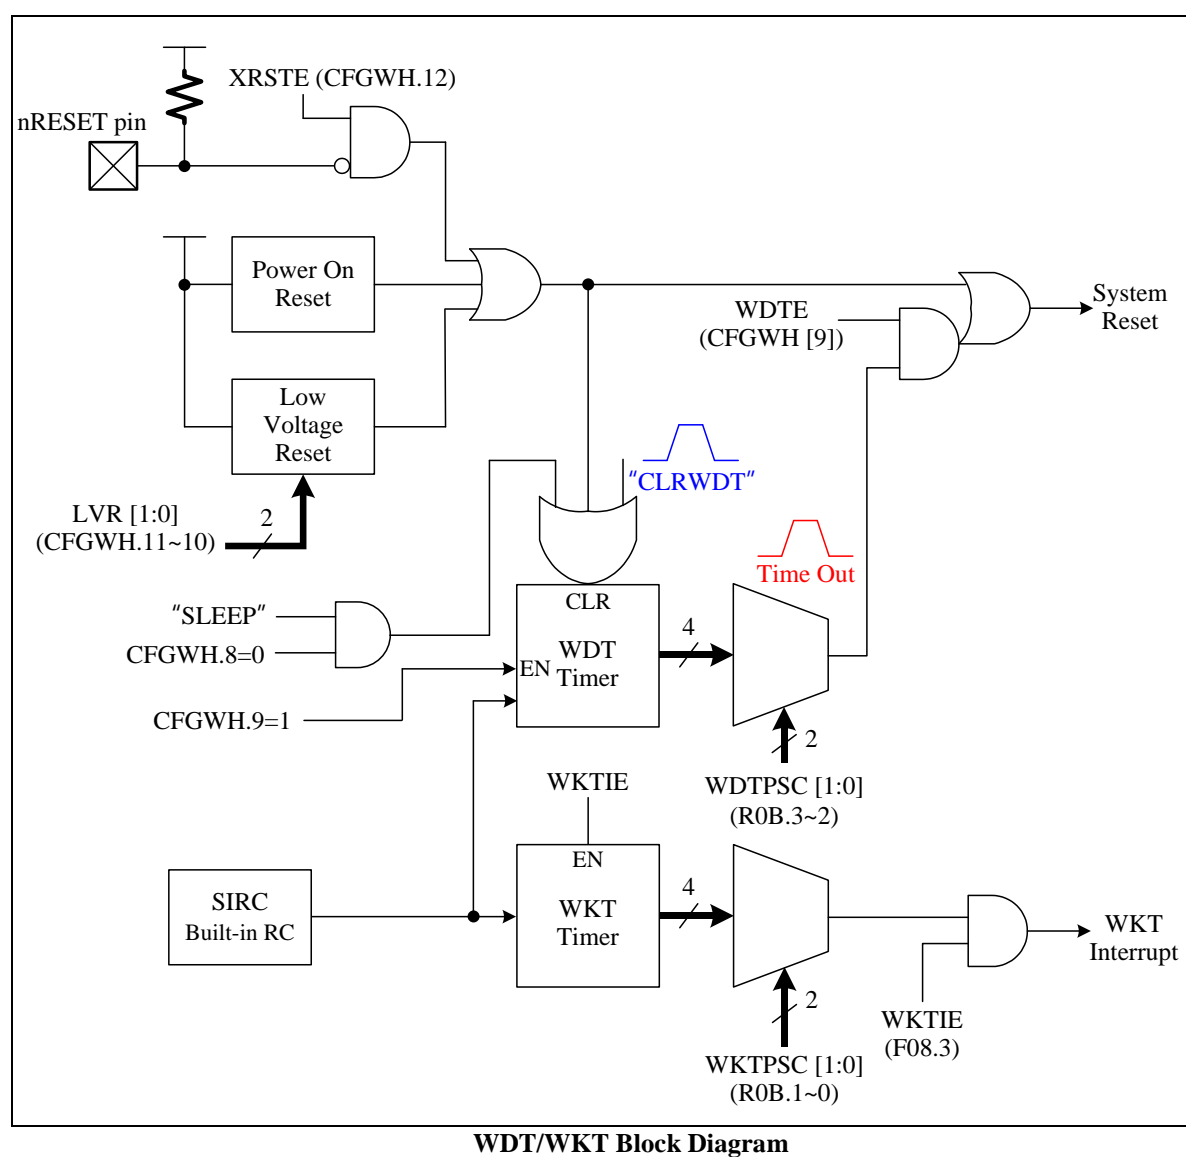 XRSTE (CFGWH.12)
nRESET pin
Power On
Reset
WDTE
(CFGWH [9])
System
Reset
Low
Voltage
Reset
"CLRWDT"
LVR [1:0]
(CFGWH.11~10)
2
Time Out
"SLEEP"
CFGWH.8=0
CLR
WDT
EN
Timer
4
CFGWH.9=1
2
WDTPSC [1:0]
(R0B.3~2)
WKTIE
EN
SIRC
Built-in RC
WKT
Timer
4
WKT
Interrupt
2
WKTIE
(F08.3)
WKTPSC [1:0]
(R0B.1~0)
WDT/WKT Block Diagram